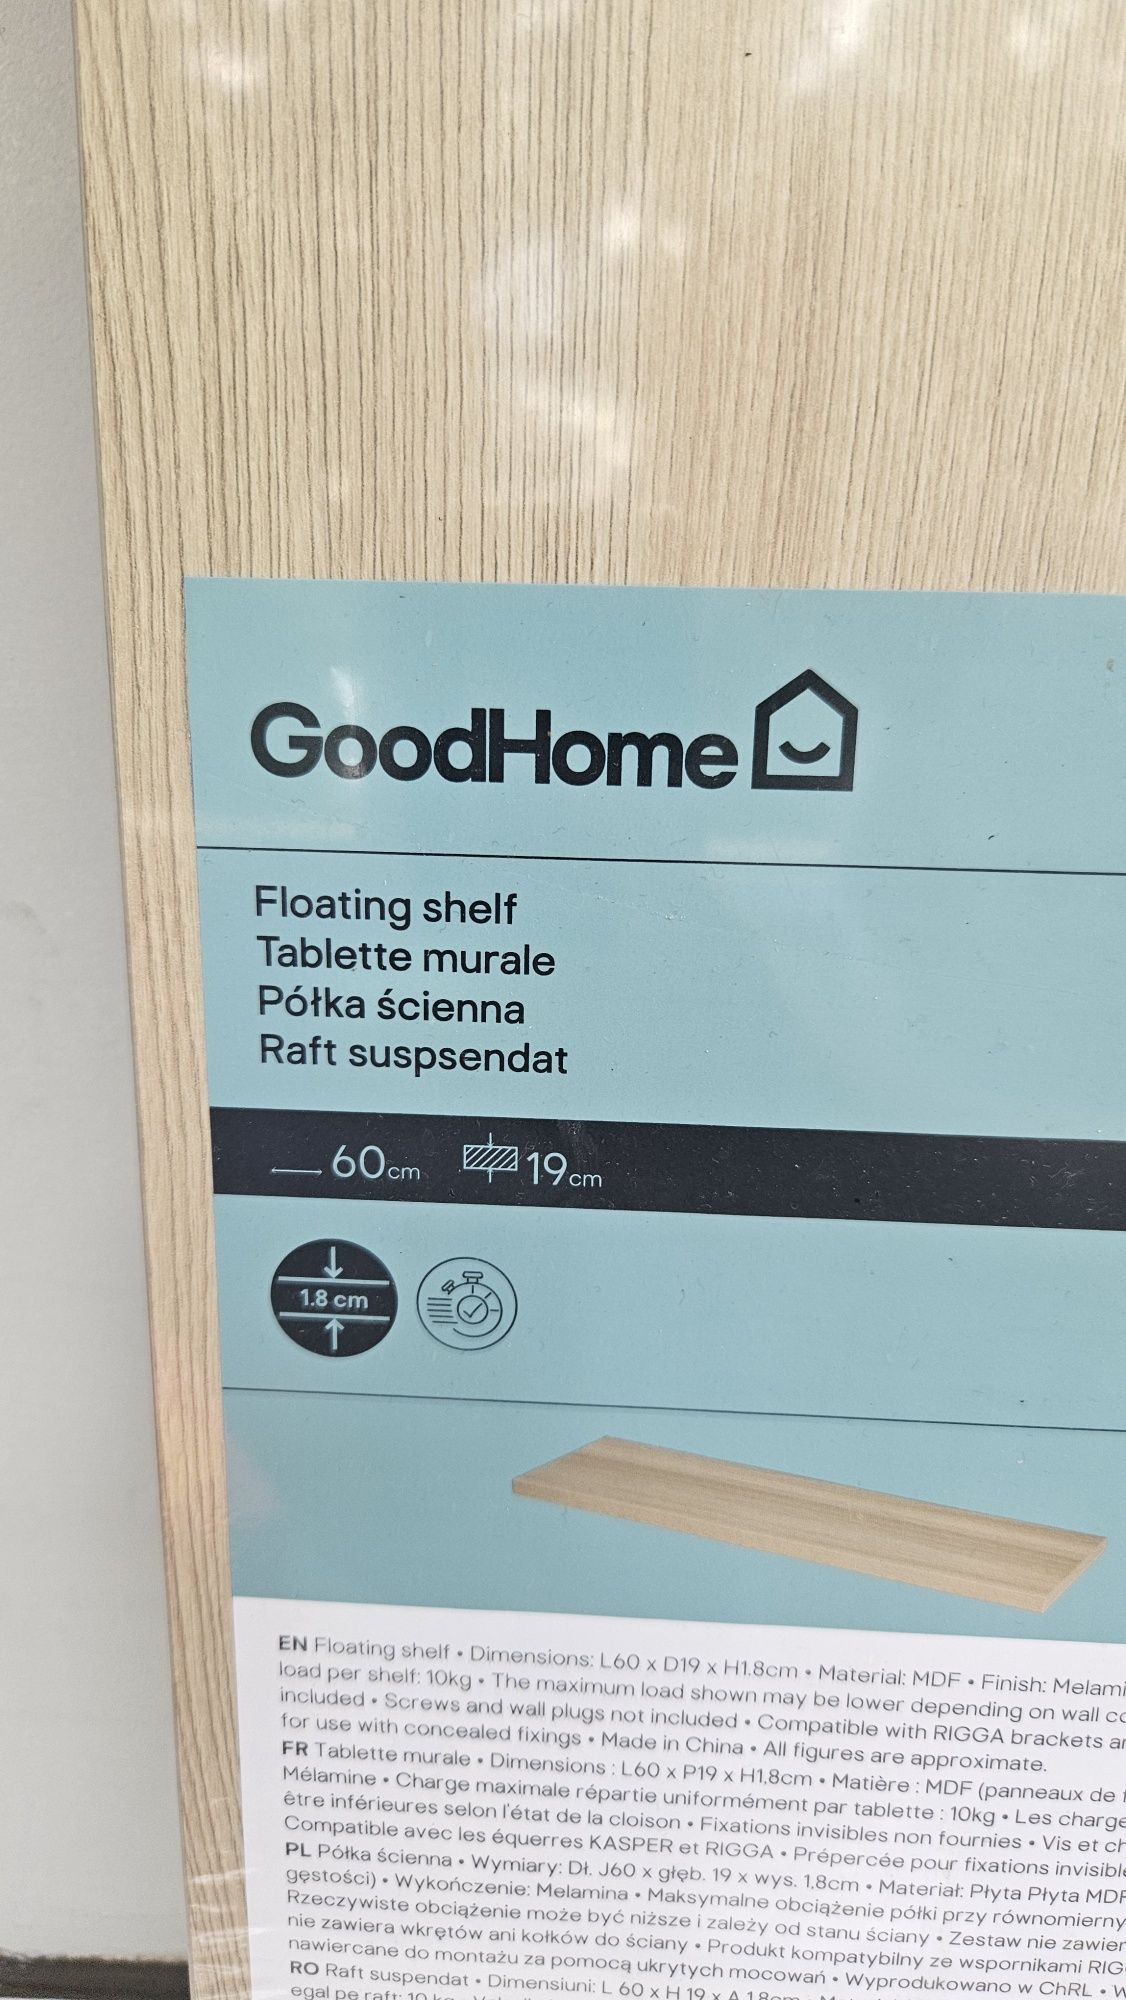 GoodHome
Floating shelf
Tablette murale
Półka ścienna
Raft suspsendat
60cm 19cm
1.8 cm
EN Floating shelf • Dimensions: L60 x D19 x H1.8cm • Material: MDF • Finish: Melami
load per shelf: 10kg • The maximum load shown may be lower depending on wall co
included • Screws and wall plugs not included • Compatible with RIGGA brackets an
for use with concealed fixings • Made in China • All figures are approximate.
FR Tablette murale • Dimensions : L60 x P19 x H1,8cm • Matière : MDF (panneaux de f
Mélamine • Charge maximale répartie uniformément par tablette : 10kg • Les charge
être inférieures selon l'état de la cloison • Fixations invisibles non fournies • Vis et ch
Compatible avec les équerres KASPER et RIGGA • Prépercée pour fixations invisible
PL Półka ścienna • Wymiary: Dł. J60 x głęb. 19 x wys. 1,8cm • Materiał: Płyta Płyta MDF
gęstości) • Wykończenie: Melamina • Maksymalne obciążenie półki przy równomierny
Rzeczywiste obciążenie może być niższe i zależy od stanu ściany • Zestaw nie zawier
nie zawiera wkrętów ani kołków do ściany • Produkt kompatybilny ze wspornikami RIG
nawiercane do montażu za pomocą ukrytych mocowań • Wyprodukowano w ChRL • W
RO Raft suspendat • Dimensiuni: L 60 x H 19 x A 1,8cm •
egal pe raft: 10 kg •